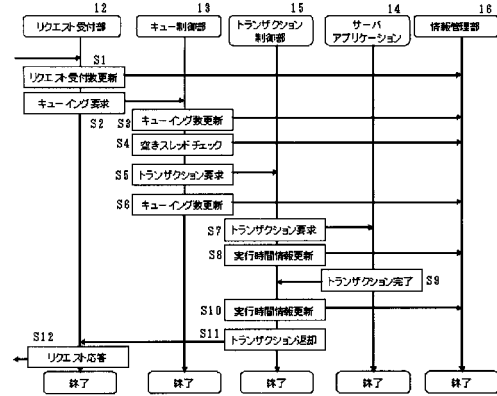 12 13 15 14 16
リクエスト受付部 キュー制御部 トランザクション制御部 サーバアプリケーション 情報管理部
S1
リクエスト受付数更新
キューイング要求
S2 S3 キューイング数更新
S4 空きスレッドチェック
S5 トランザクション要求
S6 キューイング数更新
S7 トランザクション要求
S8 実行時間情報更新
トランザクション完了 S9
S10 実行時間情報更新
S11
S12 トランザクション返却
リクエスト応答
終了 終了 終了 終了 終了